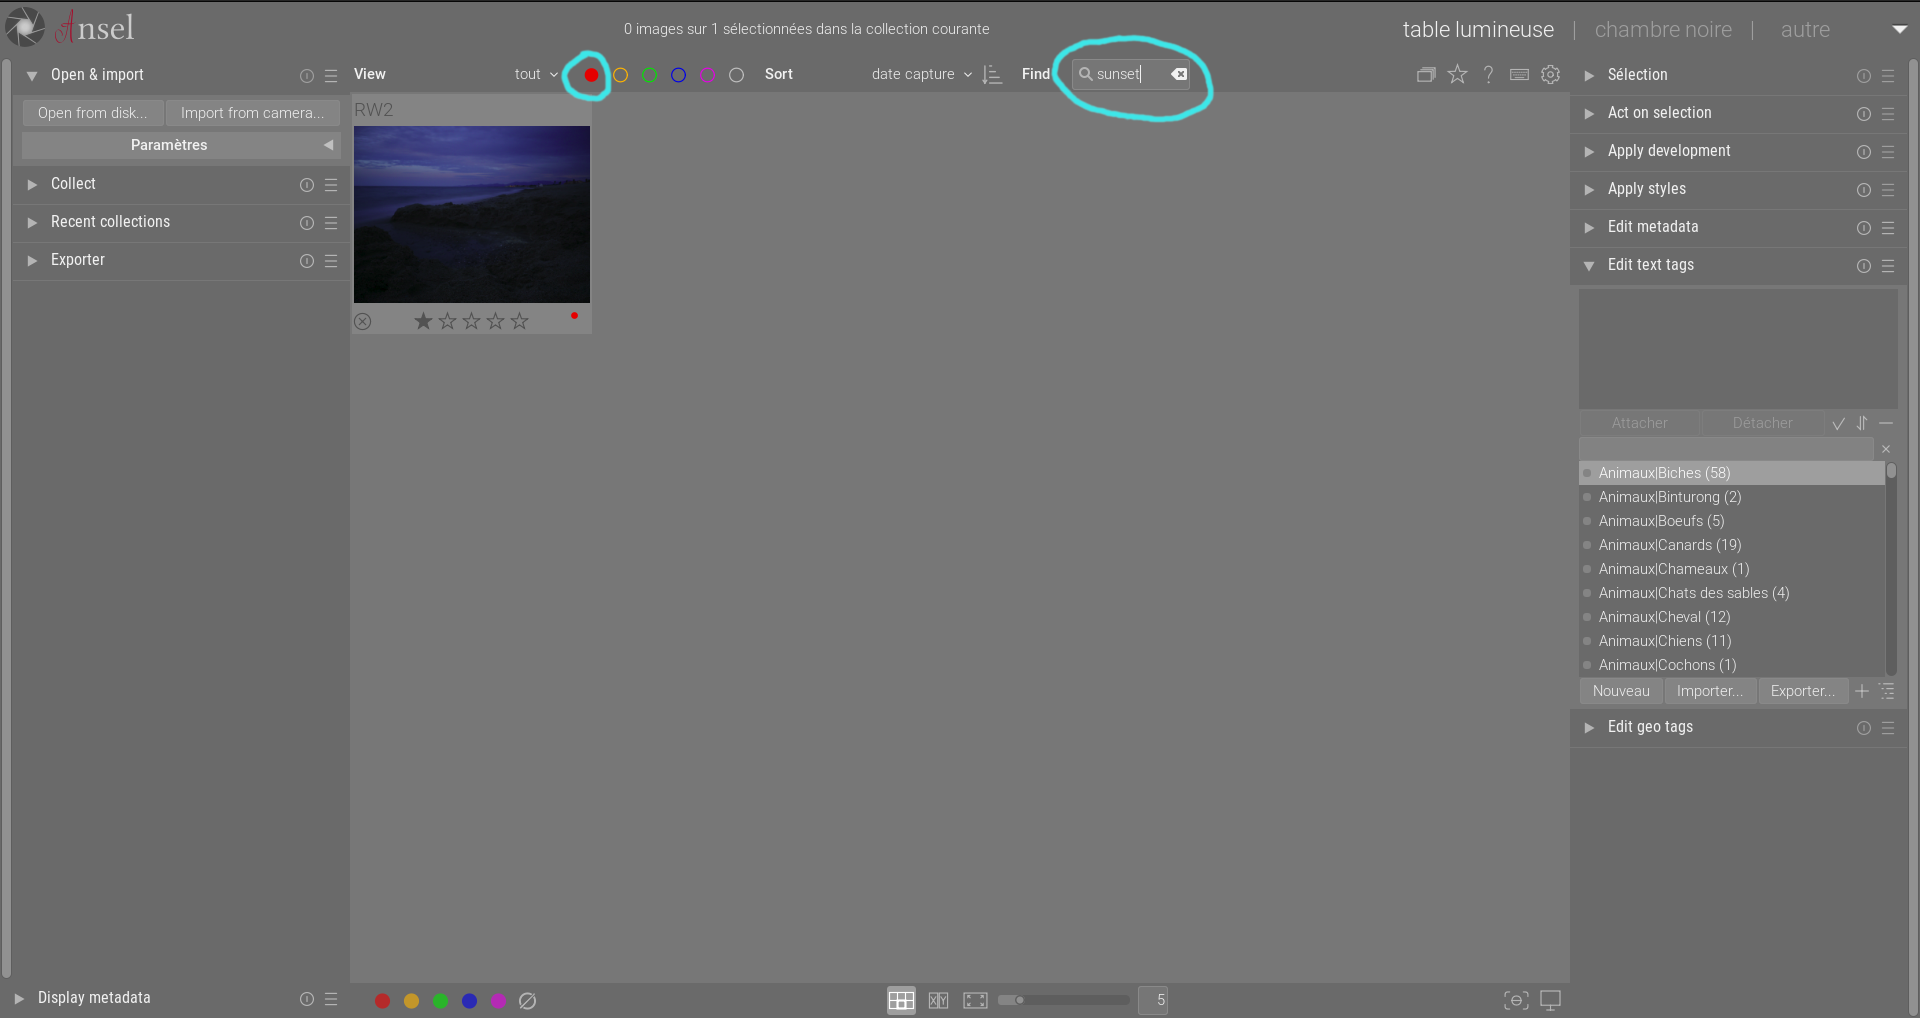 Ansel
0 images sur 1 sélectionnées dans la collection courante
table lumineuse | chambre noire | autre
Open & import
Open from disk...
Import from camera...
Paramètres
Collect
Recent collections
Exporter
Display metadata
View
tout
Sort
date capture
Find
sunset
RW2
X|Y
5
Sélection
Act on selection
Apply development
Apply styles
Edit metadata
Edit text tags
Attacher
Détacher
Animaux|Biches (58)
Animaux|Binturong (2)
Animaux|Boeufs (5)
Animaux|Canards (19)
Animaux|Chameaux (1)
Animaux|Chats des sables (4)
Animaux|Cheval (12)
Animaux|Chiens (11)
Animaux|Cochons (1)
Nouveau
Importer...
Exporter...
Edit geo tags